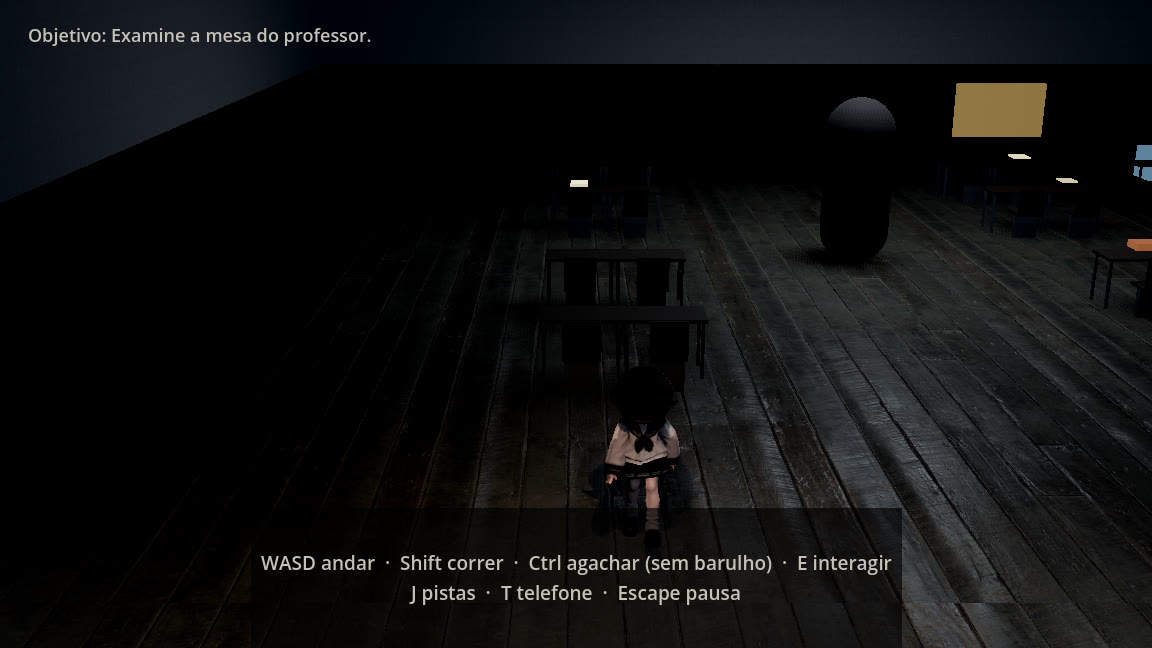 Objetivo: Examine a mesa do professor.
WASD andar · Shift correr · Ctrl agachar (sem barulho) · E interagir
J pistas · T telefone · Escape pausa